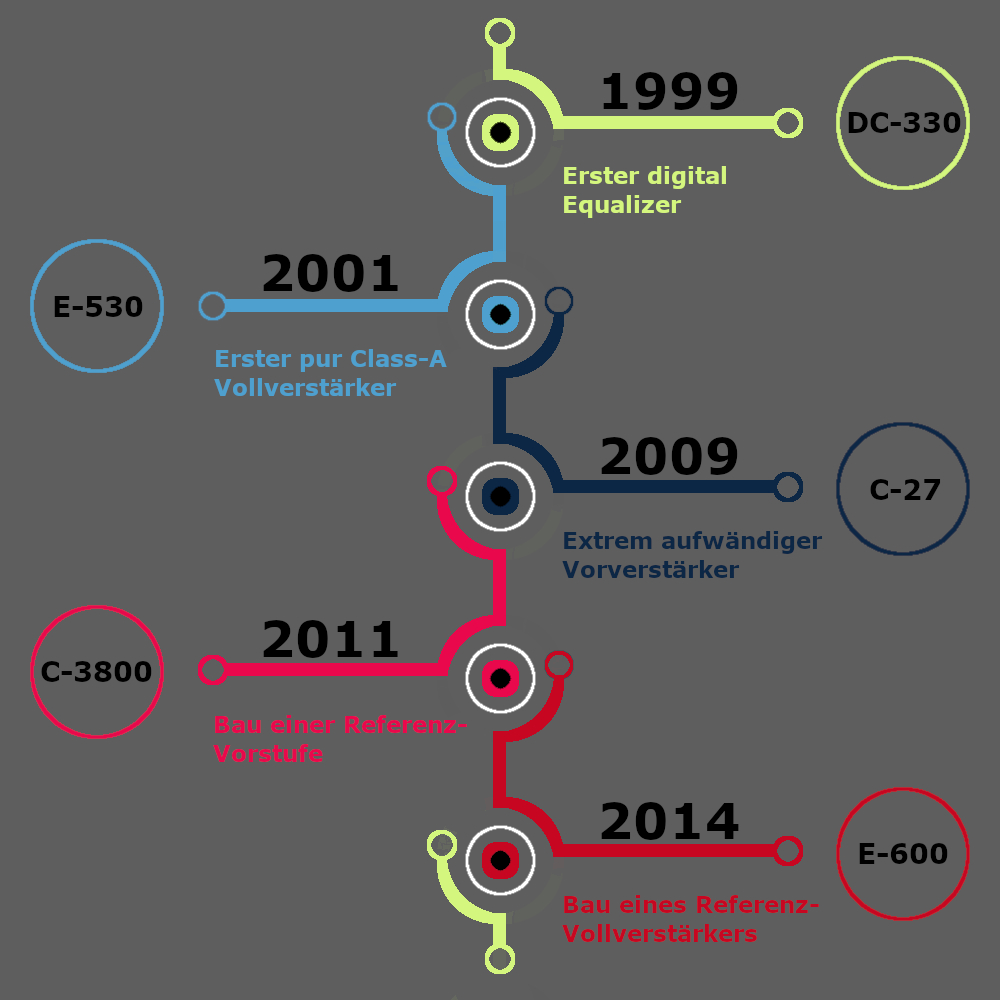 1999
DC-330
Erster digital
Equalizer
2001
E-530
Erster pur Class-A
Vollverstärker
2009
C-27
Extrem aufwändiger
Vorverstärker
2011
C-3800
Bau einer Referenz-
Vorstufe
2014
E-600
Bau eines Referenz-
Vollverstärkers